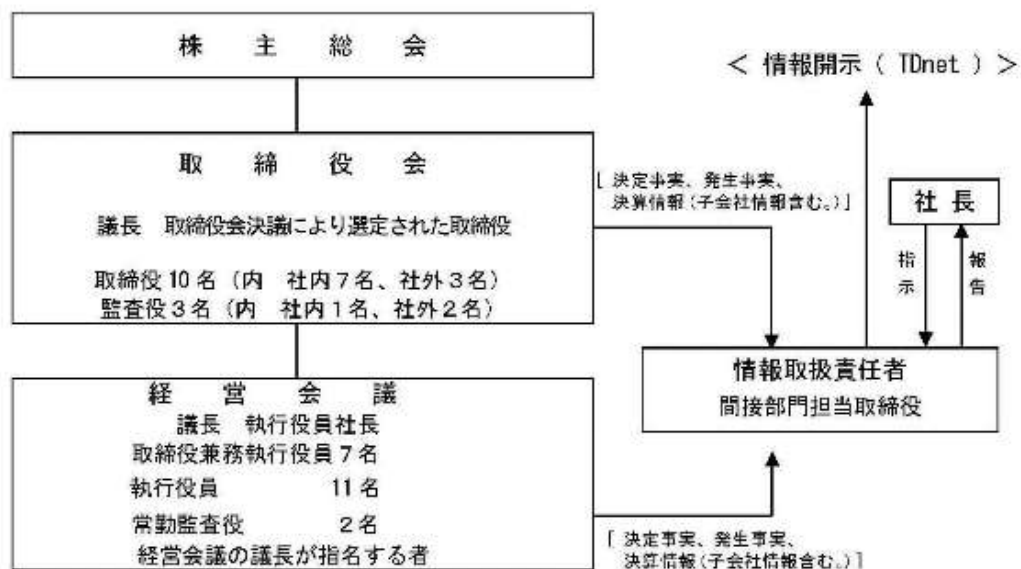 株主総会
取締役会
議長 取締役会決議により選定された取締役
取締役10名（内 社内7名、社外3名）
監査役3名（内 社内1名、社外2名）
経営会議
議長 執行役員社長
取締役兼務執行役員7名
執行役員 11名
常勤監査役 2名
経営会議の議長が指名する者
＜ 情報開示（ TDnet ）＞
[ 決定事実、発生事実、
決算情報（子会社情報含む。）]
社長
指示
報告
情報取扱責任者
間接部門担当取締役
[ 決定事実、発生事実、
決算情報（子会社情報含む。）]